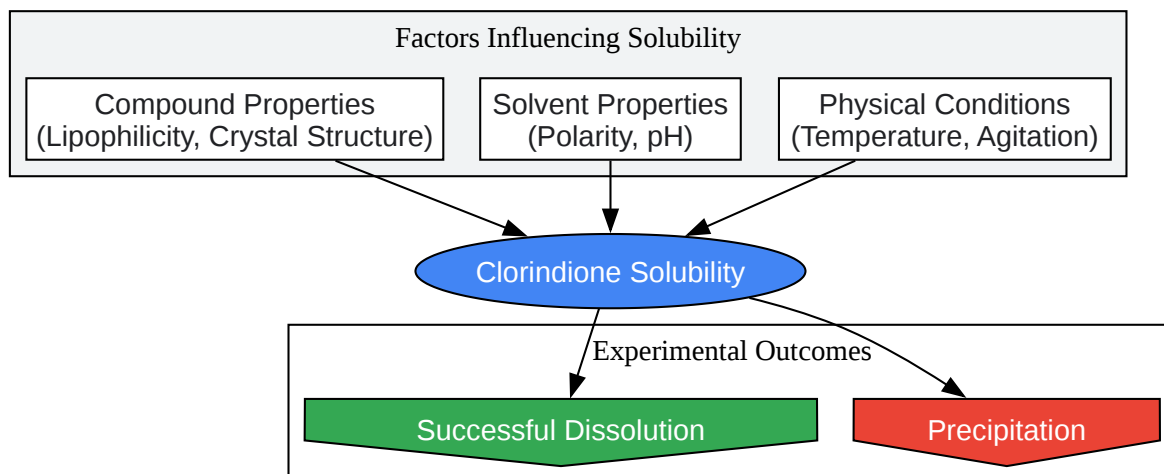 Factors Influencing Solubility
Compound Properties
(Lipophilicity, Crystal Structure)
Solvent Properties
(Polarity, pH)
Physical Conditions
(Temperature, Agitation)
Clorindione Solubility
Experimental Outcomes
Successful Dissolution
Precipitation